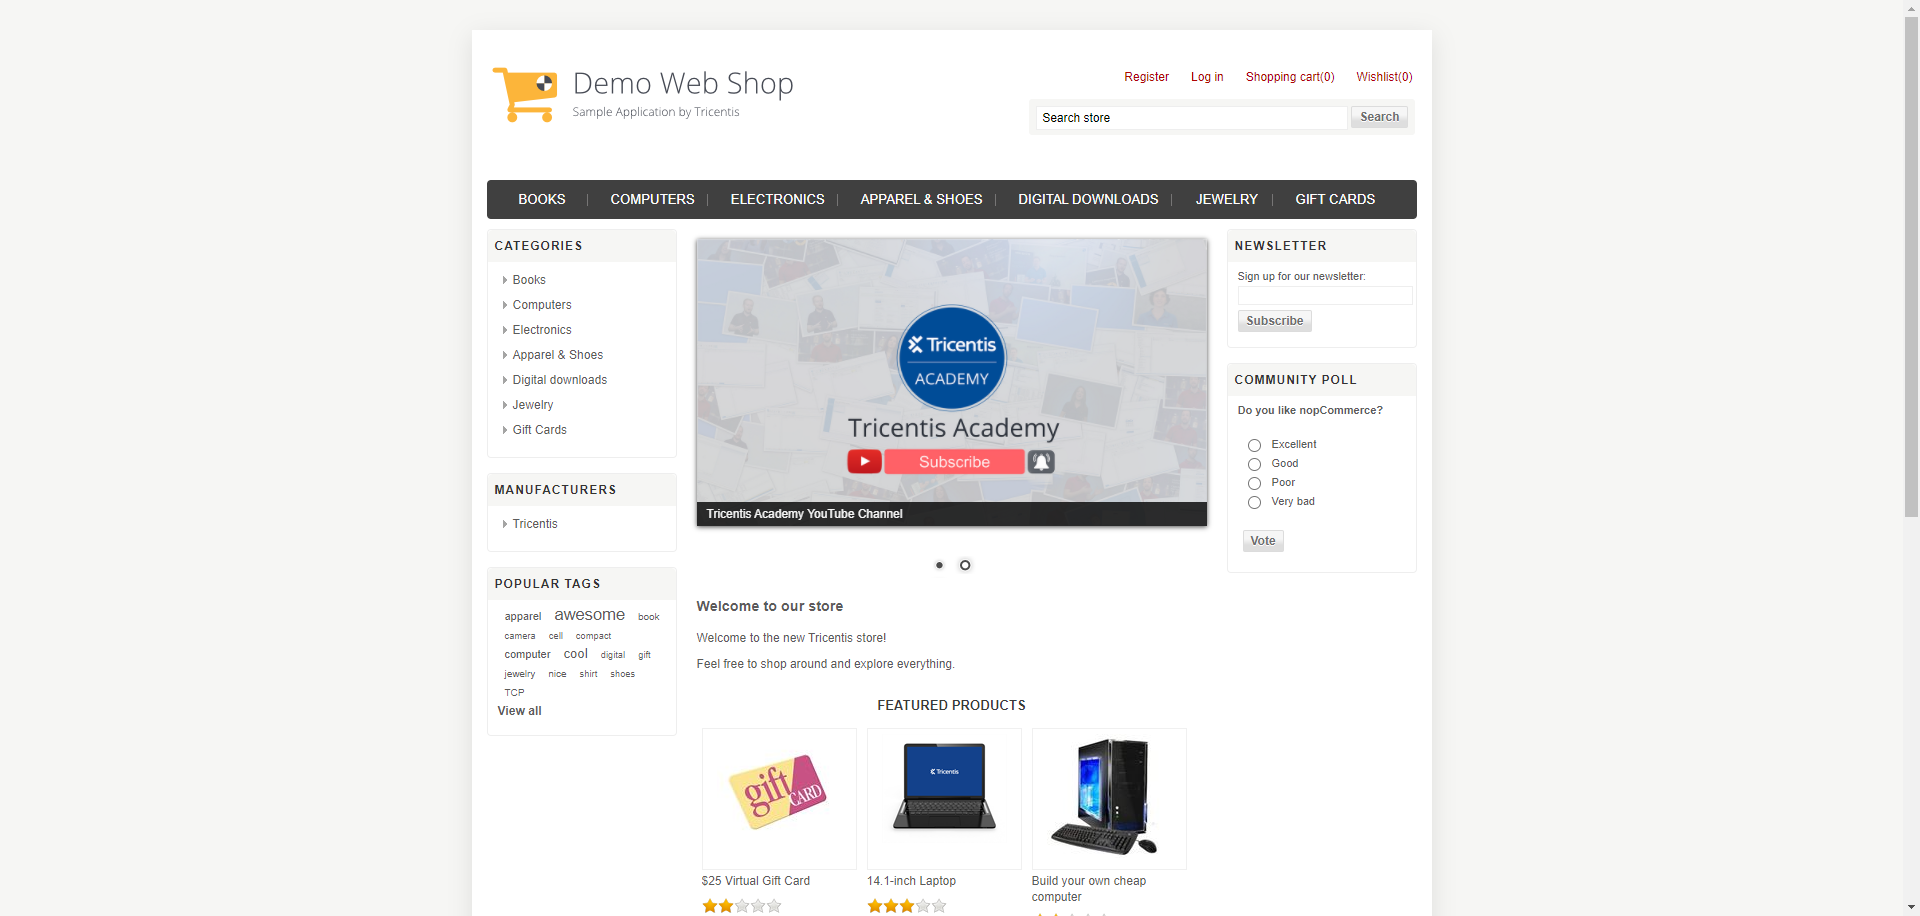 Demo Web Shop
Sample Application by Tricentis
Register Log in Shopping cart(0) Wishlist(0)
Search store Search
BOOKS COMPUTERS ELECTRONICS APPAREL & SHOES DIGITAL DOWNLOADS JEWELRY GIFT CARDS
CATEGORIES
Books
Computers
Electronics
Apparel & Shoes
Digital downloads
Jewelry
Gift Cards
MANUFACTURERS
Tricentis
POPULAR TAGS
apparel awesome book
camera cell compact
computer cool digital gift
jewelry nice shirt shoes
TCP
View all
Tricentis
ACADEMY
Tricentis Academy
Subscribe
Tricentis Academy YouTube Channel
Welcome to our store
Welcome to the new Tricentis store!
Feel free to shop around and explore everything.
FEATURED PRODUCTS
gift
CARD
Tricentis
$25 Virtual Gift Card
14.1-inch Laptop
Build your own cheap
computer
NEWSLETTER
Sign up for our newsletter:
Subscribe
COMMUNITY POLL
Do you like nopCommerce?
Excellent
Good
Poor
Very bad
Vote